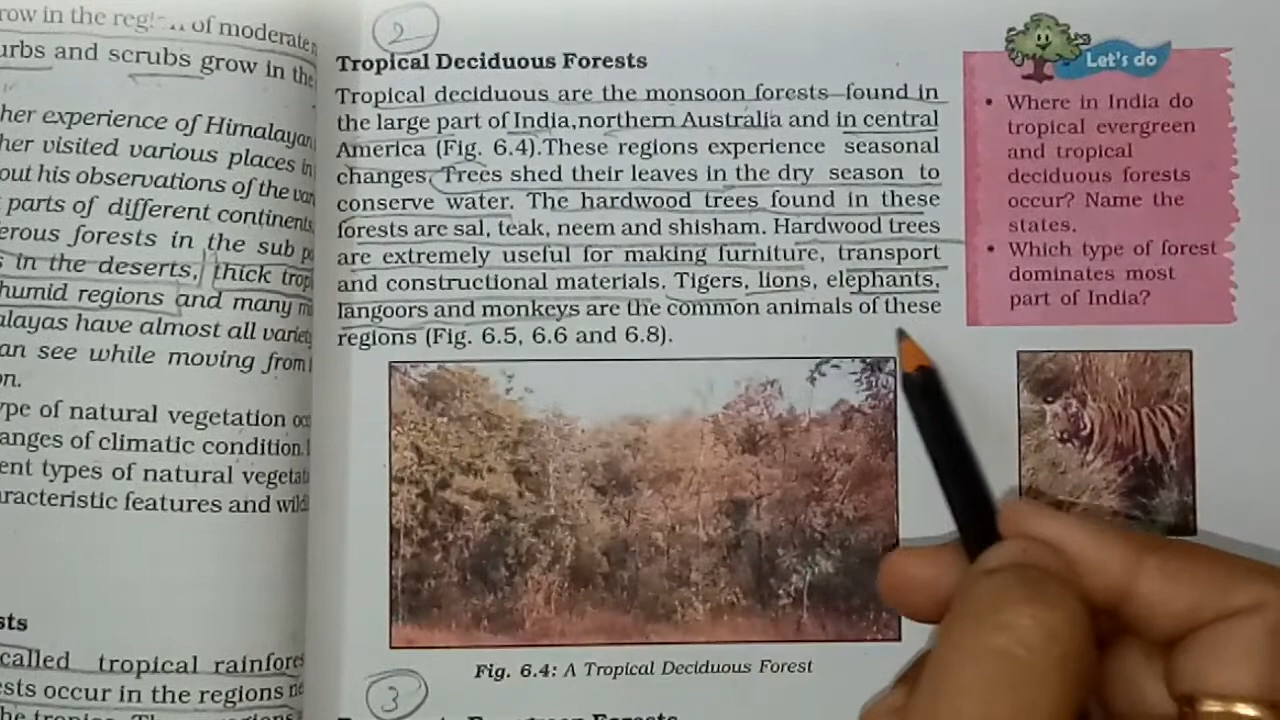 row in the reg of moderate
urbs and scrubs grow in the
her experience of Himalayan
her visited various places in
out his observations of the
parts of different continents
erous forests in the sub
s in the deserts, thick trop
humid regions and many
alayas have almost all variety
an see while moving from
on.
ype of natural vegetation
anges of climatic condition.
ent types of natural vegetati
aracteristic features and wild
sts
called tropical rainfores
ests occur in the regions ne
2
Tropical Deciduous Forests
Tropical deciduous are the monsoon forests found in
the large part of India,northern Australia and in central
America (Fig. 6.4).These regions experience seasonal
changes. Trees shed their leaves in the dry season to
conserve water. The hardwood trees found in these
forests are sal, teak, neem and shisham. Hardwood trees
are extremely useful for making furniture, transport
and constructional materials. Tigers, lions, elephants,
langoors and monkeys are the common animals of these
regions (Fig. 6.5, 6.6 and 6.8).
Fig. 6.4: A Tropical Deciduous Forest
3
Let's do
• Where in India do
tropical evergreen
and tropical
deciduous forests
occur? Name the
states.
• Which type of forest
dominates most
part of India?